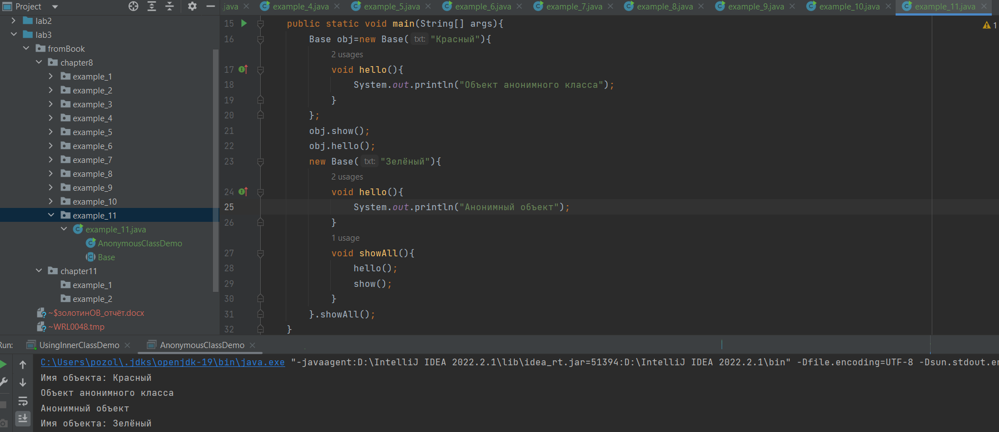 Project
java example_4.java example_5.java example_6.java example_7.java example_8.java example_9.java example_10.java example_11.java
lab2
lab3
fromBook
chapter8
example_1
example_2
example_3
example_4
example_5
example_6
example_7
example_8
example_9
example_10
example_11
example_11.java
AnonymousClassDemo
Base
chapter11
example_1
example_2
~$золотинОВ_отчёт.docx
~WRL0048.tmp
1
15 public static void main(String[] args){
16 Base obj=new Base( txt: "Красный"){
2 usages
17 void hello(){
18 System.out.println("Объект анонимного класса");
19 }
20 };
21 obj.show();
22 obj.hello();
23 new Base( txt: "Зелёный"){
2 usages
24 void hello(){
25 System.out.println("Анонимный объект");
26 }
1 usage
27 void showAll(){
28 hello();
29 show();
30 }
31 }.showAll();
32 }
Run: UsingInnerClassDemo AnonymousClassDemo
C:\Users\pozol\.jdks\openjdk-19\bin\java.exe "-javaagent:D:\IntelliJ IDEA 2022.2.1\lib\idea_rt.jar=51394:D:\IntelliJ IDEA 2022.2.1\bin" -Dfile.encoding=UTF-8 -Dsun.stdout.en
Имя объекта: Красный
Объект анонимного класса
Анонимный объект
Имя объекта: Зелёный